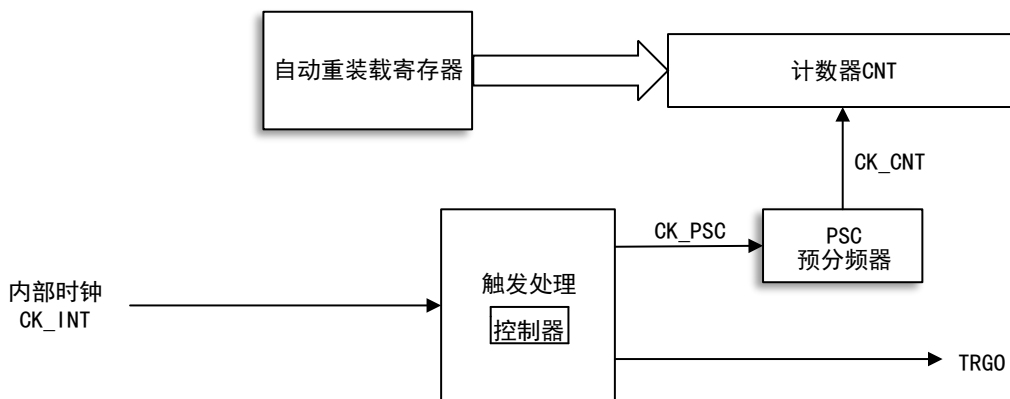 自动重装载寄存器
计数器CNT
CK_CNT
CK_PSC
PSC
预分频器
内部时钟
CK_INT
触发处理
控制器
TRGO